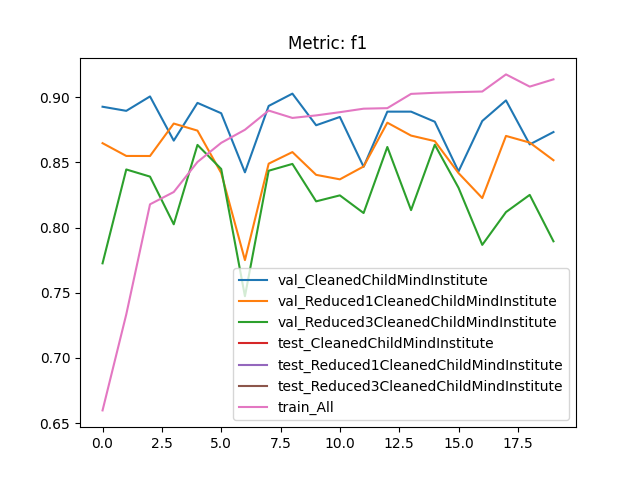 Metric: f1
0.90
0.85
0.80
0.75
0.70
0.65
val_CleanedChildMindInstitute
val_Reduced1CleanedChildMindInstitute
val_Reduced3CleanedChildMindInstitute
test_CleanedChildMindInstitute
test_Reduced1CleanedChildMindInstitute
test_Reduced3CleanedChildMindInstitute
train_All
0.0 2.5 5.0 7.5 10.0 12.5 15.0 17.5